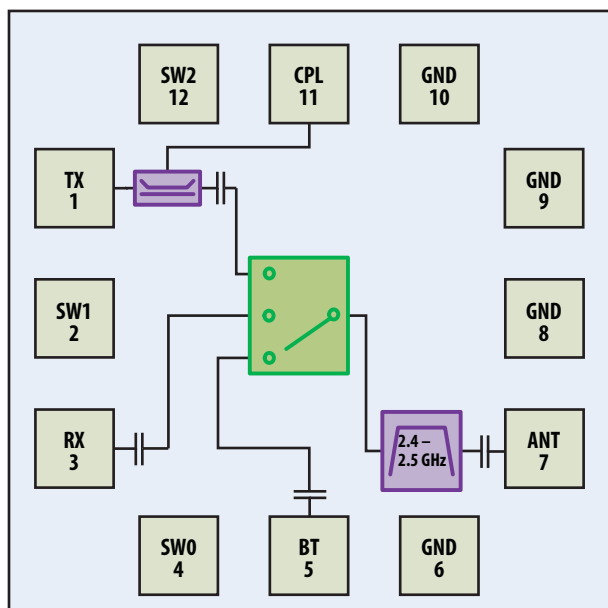 SW2
12
CPL
11
GND
10
TX
1
GND
9
SW1
2
GND
8
RX
3
2.4 –
2.5 GHz
ANT
7
SW0
4
BT
5
GND
6